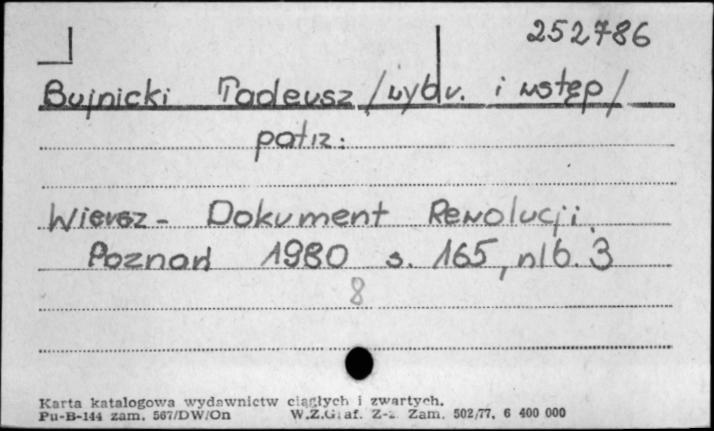 252786
Bujnicki Tadeusz /wybr. i wstęp/
patrz:
Wiersz - Dokument Rewolucji.
Poznań 1980 s. 165, nlb. 3
8
Karta katalogowa wydawnictw ciągłych i zwartych.
Pu-B-144 zam. 567/DW/On W.Z.Graf. Z-2 Zam. 502/77. 6 400 000